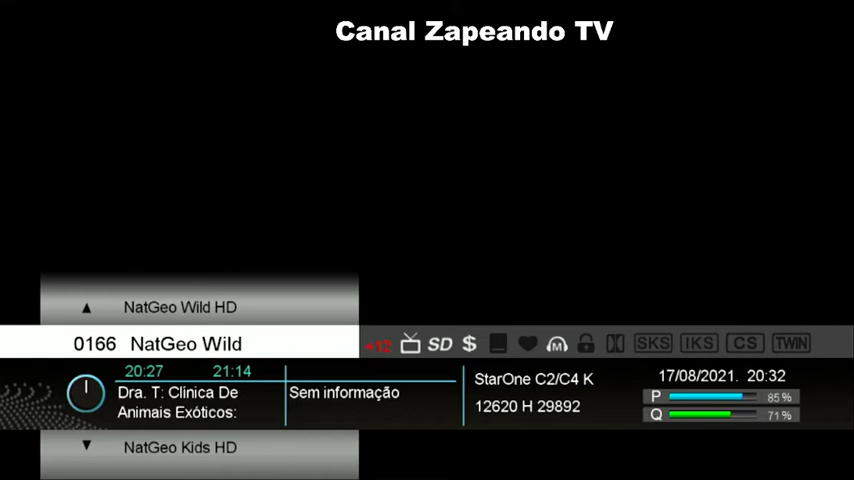 Canal Zapeando TV
▲ NatGeo Wild HD
0166 NatGeo Wild +12 SD $ M SKS IKS CS TWIN
20:27 21:14
Dra. T: Clinica De
Animais Exóticos:
Sem informação
StarOne C2/C4 K
12620 H 29892
17/08/2021. 20:32
P 85%
Q 71%
▼ NatGeo Kids HD